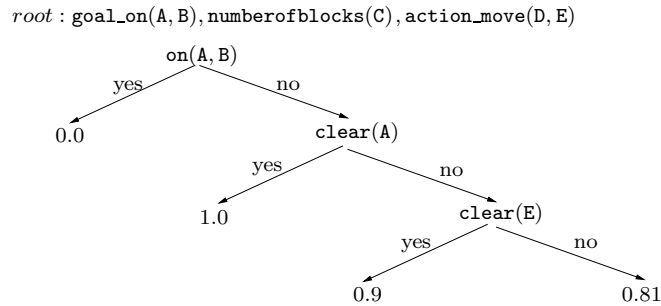 root : goal_on(A, B), numberofblocks(C), action_move(D, E)
on(A, B)
yes no
0.0 clear(A)
yes no
1.0 clear(E)
yes no
0.9 0.81